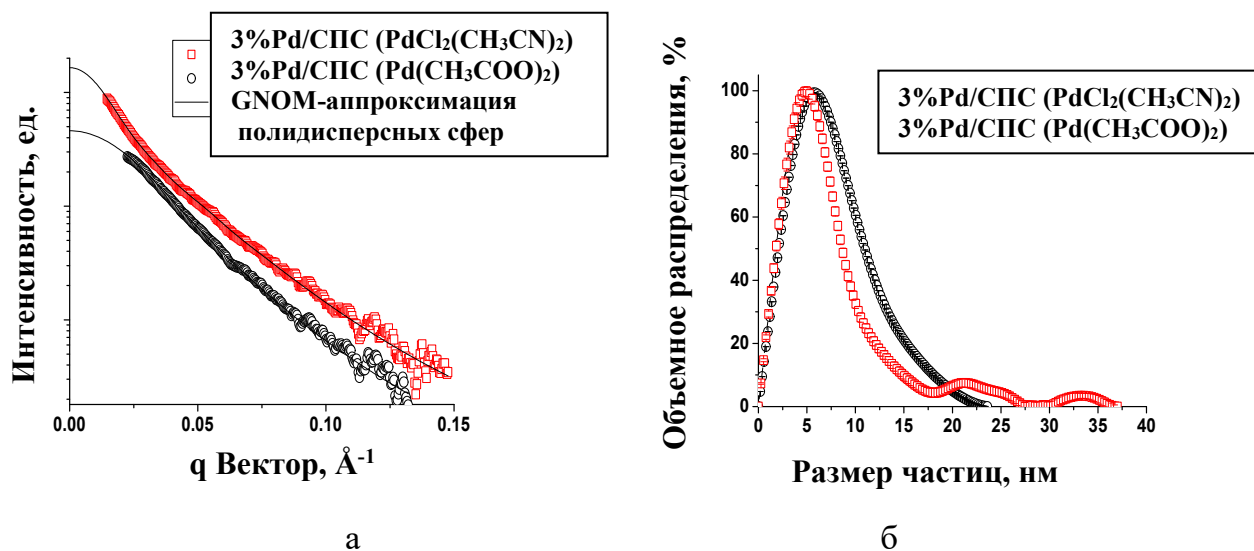 3%Pd/СПС (PdCl₂(CH₃CN)₂)
3%Pd/СПС (Pd(CH₃COO)₂)
GNOM-аппроксимация
полидисперсных сфер
Интенсивность, ед.
0.00 0.05 0.10 0.15
q Вектор, Å⁻¹
а
3%Pd/СПС (PdCl₂(CH₃CN)₂)
3%Pd/СПС (Pd(CH₃COO)₂)
Объемное распределения, %
100
80
60
40
20
0
0 5 10 15 20 25 30 35 40
Размер частиц, нм
б